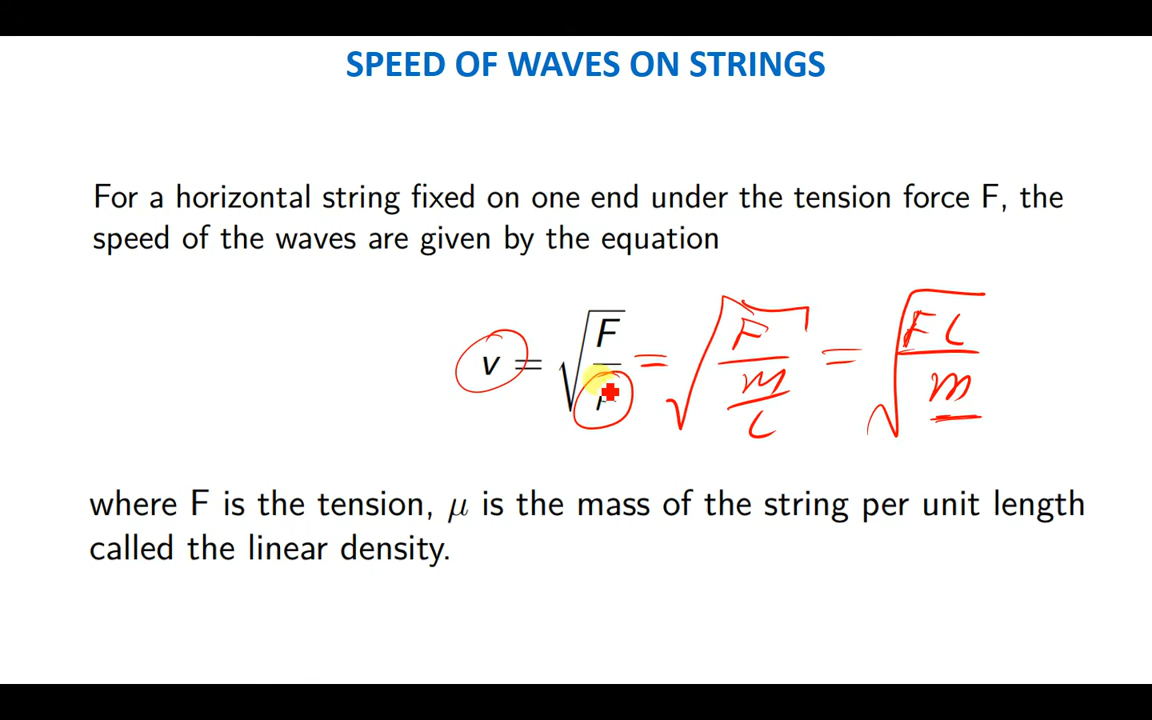 SPEED OF WAVES ON STRINGS
For a horizontal string fixed on one end under the tension force F, the
speed of the waves are given by the equation
v = √(F/μ) = √(F/(m/L)) = √(FL/m)
where F is the tension, μ is the mass of the string per unit length
called the linear density.